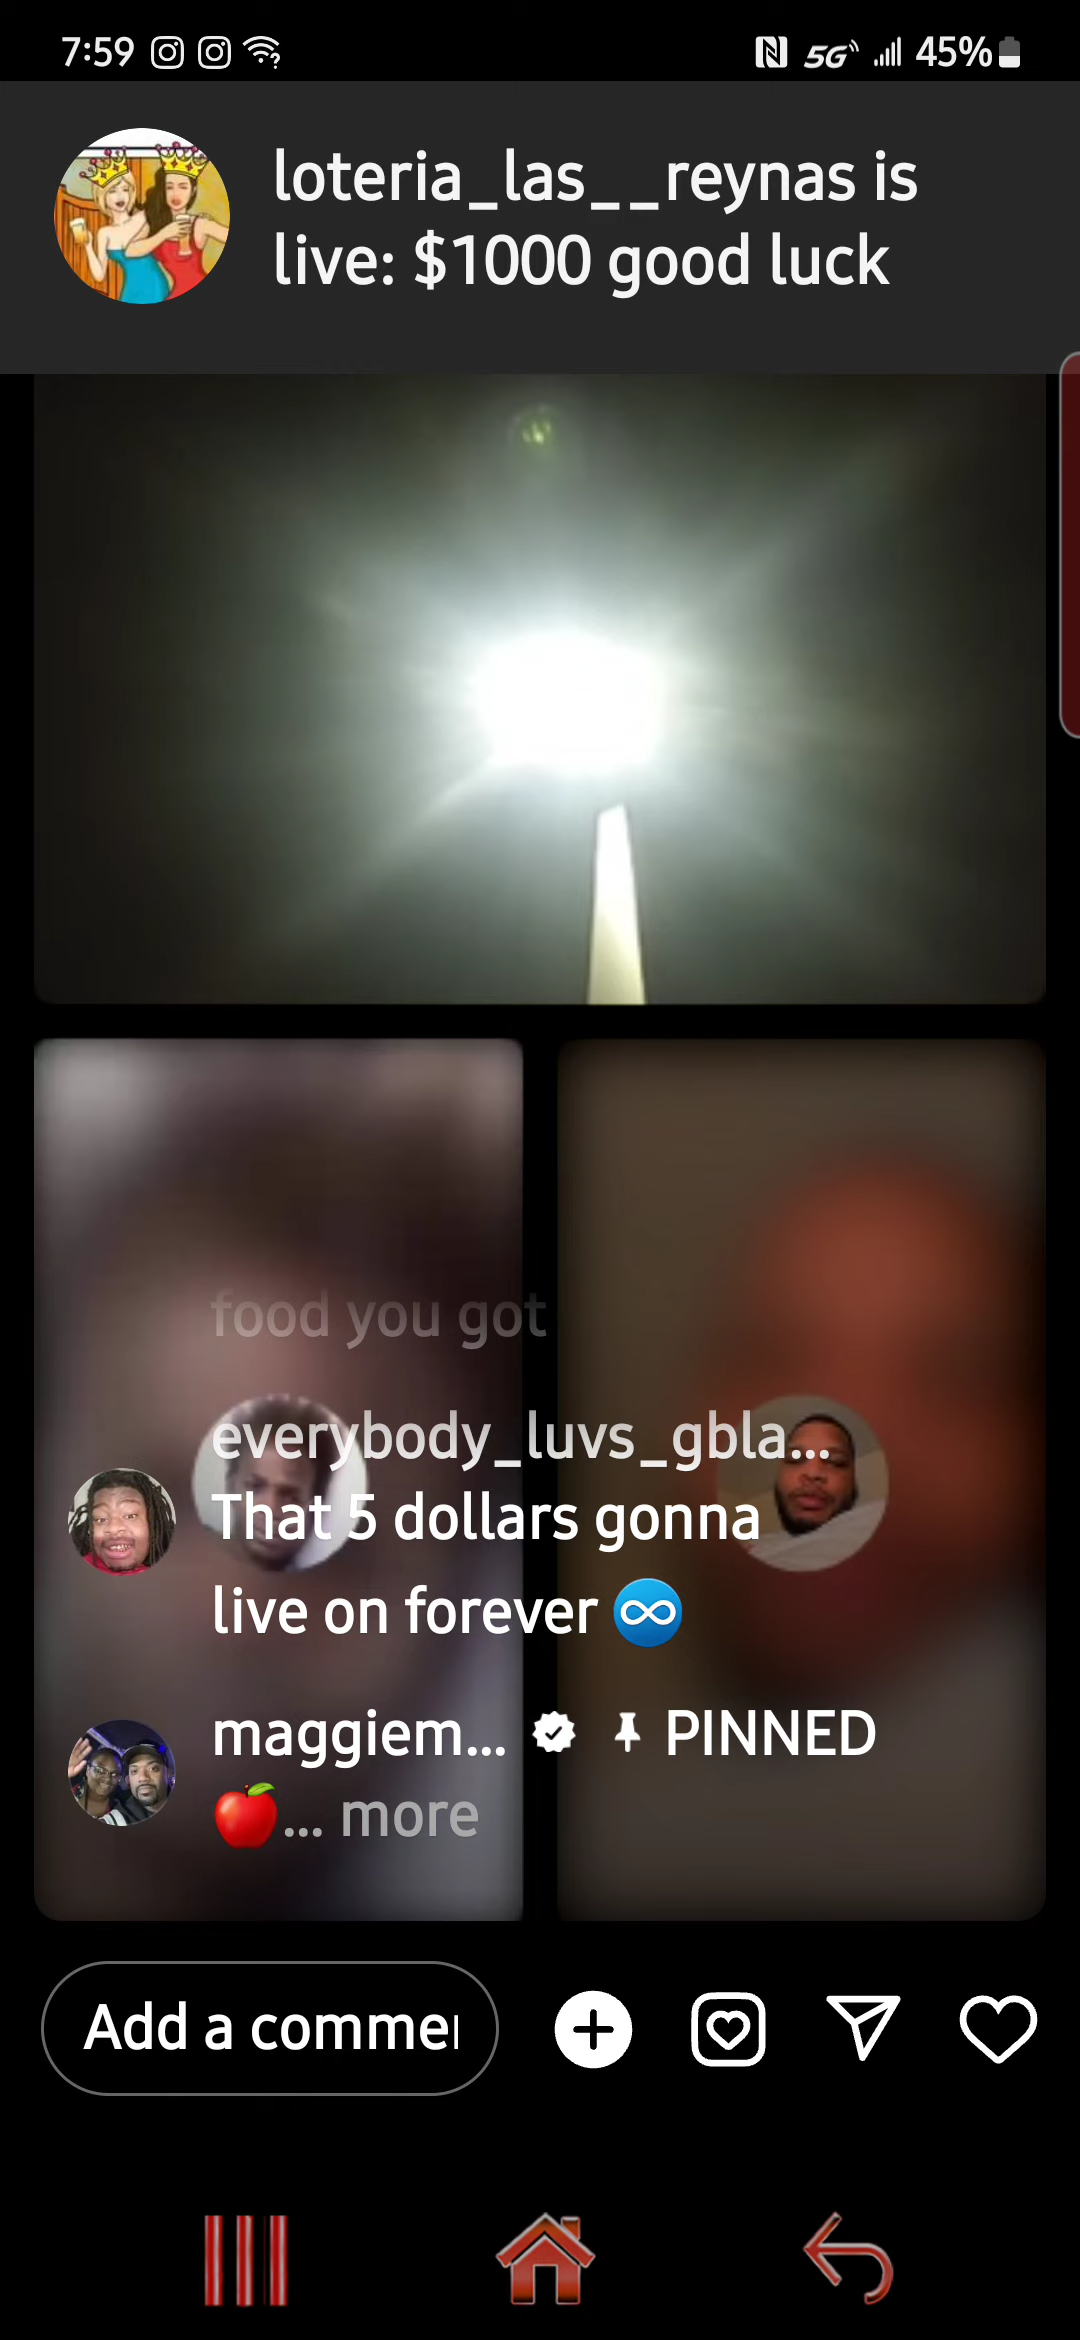 7:59 5G 45%
loteria_las__reynas is
live: $1000 good luck
food you got
everybody_luvs_gbla...
That 5 dollars gonna
live on forever ♾️
maggiem... PINNED
🍎... more
Add a commer